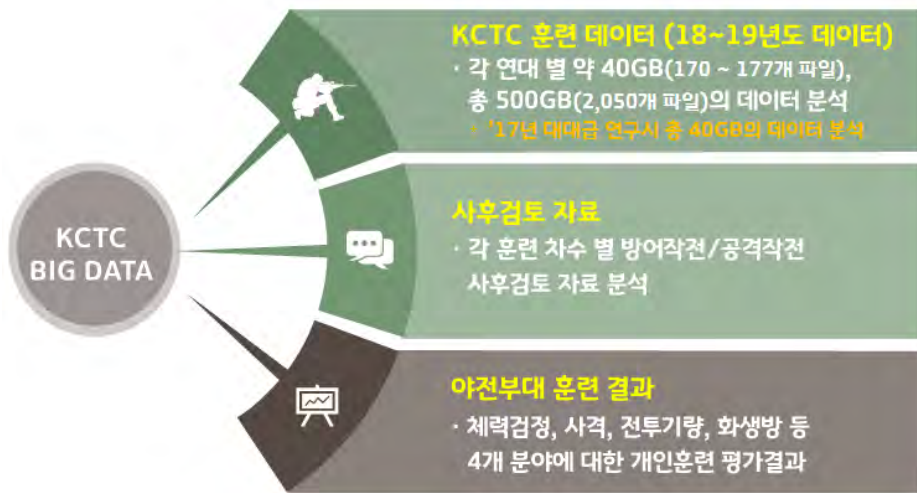 KCTC
BIG DATA
KCTC 훈련 데이터 (18~19년도 데이터)
· 각 연대 별 약 40GB(170 ~ 177개 파일),
총 500GB(2,050개 파일)의 데이터 분석
- '17년 대대급 연구시 총 40GB의 데이터 분석
사후검토 자료
· 각 훈련 차수 별 방어작전/공격작전
사후검토 자료 분석
야전부대 훈련 결과
· 체력검정, 사격, 전투기량, 화생방 등
4개 분야에 대한 개인훈련 평가결과